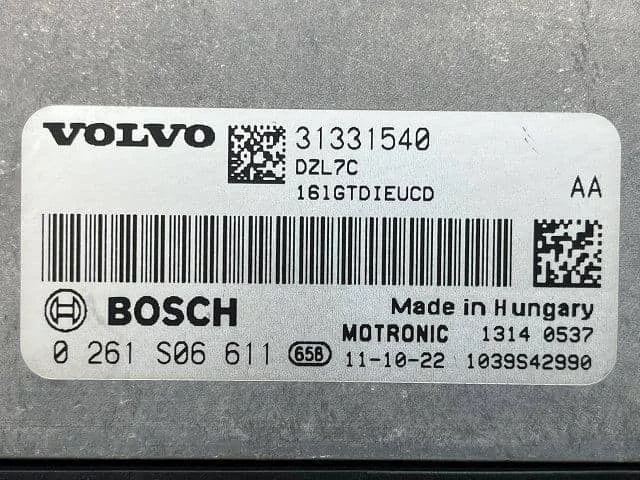 VOLVO 31331540
DZL7C
161GTDIEUCD AA
BOSCH Made in Hungary
MOTRONIC 1314 0537
0 261 S06 611 658 11-10-22 1039S42990